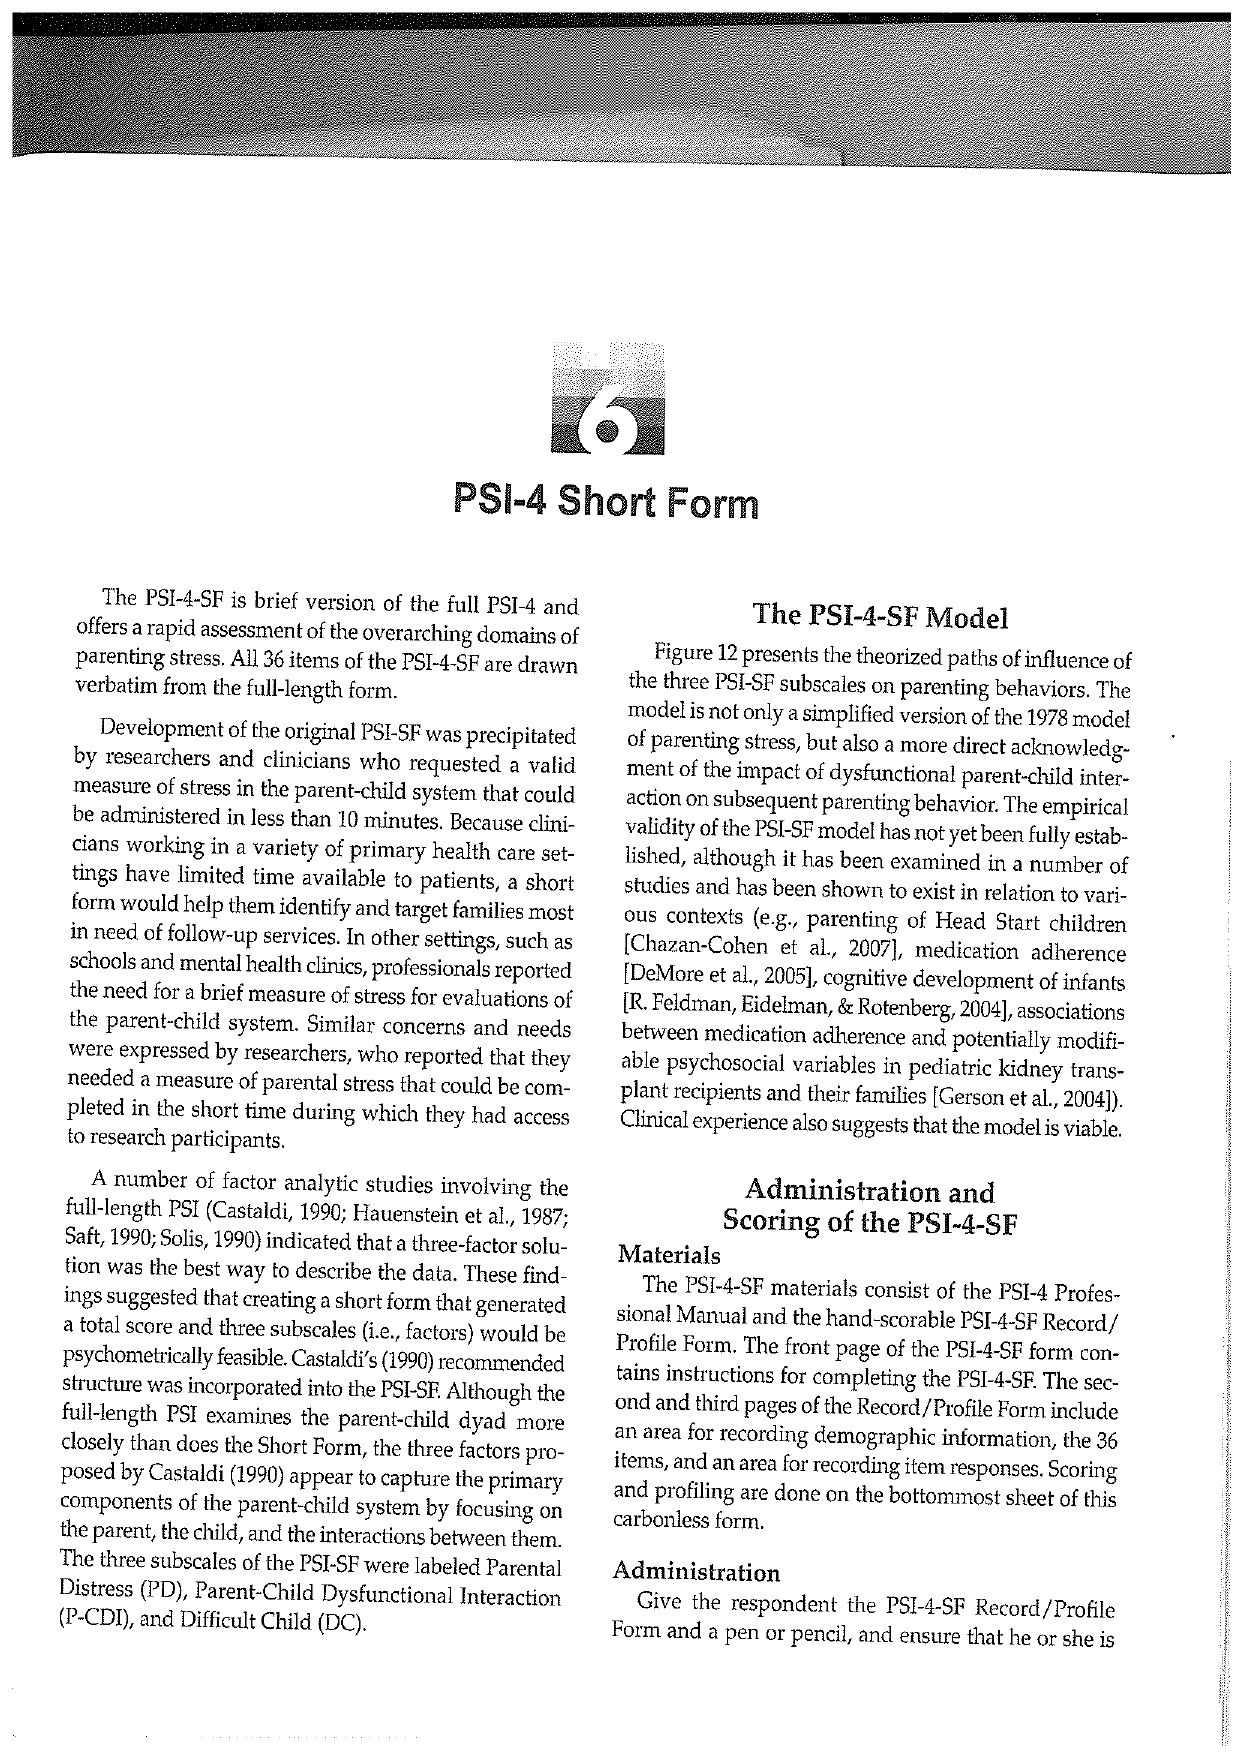 6
PSI-4 Short Form
The PSI-4-SF is brief version of the full PSI-4 and
offers a rapid assessment of the overarching domains of
parenting stress. All 36 items of the PSI-4-SF are drawn
verbatim from the full-length form.
Development of the original PSI-SF was precipitated
by researchers and clinicians who requested a valid
measure of stress in the parent-child system that could
be administered in less than 10 minutes. Because clini-
cians working in a variety of primary health care set-
tings have limited time available to patients, a short
form would help them identify and target families most
in need of follow-up services. In other settings, such as
schools and mental health clinics, professionals reported
the need for a brief measure of stress for evaluations of
the parent-child system. Similar concerns and needs
were expressed by researchers, who reported that they
needed a measure of parental stress that could be com-
pleted in the short time during which they had access
to research participants.
A number of factor analytic studies involving the
full-length PSI (Castaldi, 1990; Hauenstein et al., 1987;
Saft, 1990; Solis, 1990) indicated that a three-factor solu-
tion was the best way to describe the data. These find-
ings suggested that creating a short form that generated
a total score and three subscales (i.e., factors) would be
psychometrically feasible. Castaldi's (1990) recommended
structure was incorporated into the PSI-SF. Although the
full-length PSI examines the parent-child dyad more
closely than does the Short Form, the three factors pro-
posed by Castaldi (1990) appear to capture the primary
components of the parent-child system by focusing on
the parent, the child, and the interactions between them.
The three subscales of the PSI-SF were labeled Parental
Distress (PD), Parent-Child Dysfunctional Interaction
(P-CDI), and Difficult Child (DC).
The PSI-4-SF Model
Figure 12 presents the theorized paths of influence of
the three PSI-SF subscales on parenting behaviors. The
model is not only a simplified version of the 1978 model
of parenting stress, but also a more direct acknowledg-
ment of the impact of dysfunctional parent-child inter-
action on subsequent parenting behavior. The empirical
validity of the PSI-SF model has not yet been fully estab-
lished, although it has been examined in a number of
studies and has been shown to exist in relation to vari-
ous contexts (e.g., parenting of Head Start children
[Chazan-Cohen et al., 2007], medication adherence
[DeMore et al., 2005], cognitive development of infants
[R. Feldman, Eidelman, & Rotenberg, 2004], associations
between medication adherence and potentially modifi-
able psychosocial variables in pediatric kidney trans-
plant recipients and their families [Gerson et al., 2004]).
Clinical experience also suggests that the model is viable.
Administration and
Scoring of the PSI-4-SF
Materials
The PSI-4-SF materials consist of the PSI-4 Profes-
sional Manual and the hand-scorable PSI-4-SF Record/
Profile Form. The front page of the PSI-4-SF form con-
tains instructions for completing the PSI-4-SF. The sec-
ond and third pages of the Record/Profile Form include
an area for recording demographic information, the 36
items, and an area for recording item responses. Scoring
and profiling are done on the bottommost sheet of this
carbonless form.
Administration
Give the respondent the PSI-4-SF Record/Profile
Form and a pen or pencil, and ensure that he or she is